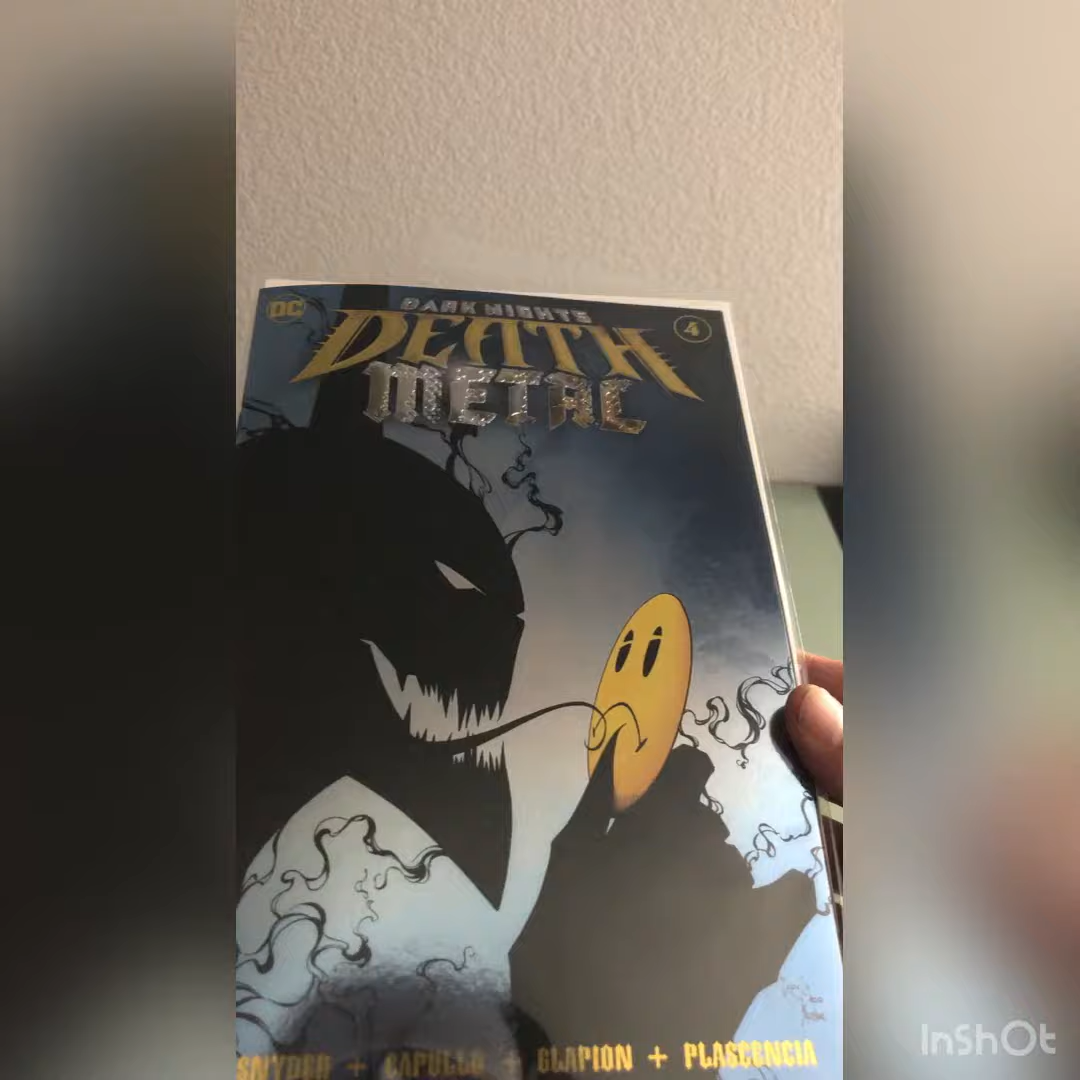 DC
DARK NIGHTS
DEATH
METAL
4
SNYDER + CAPULLO + GLAPION + PLASCENCIA
InShOt